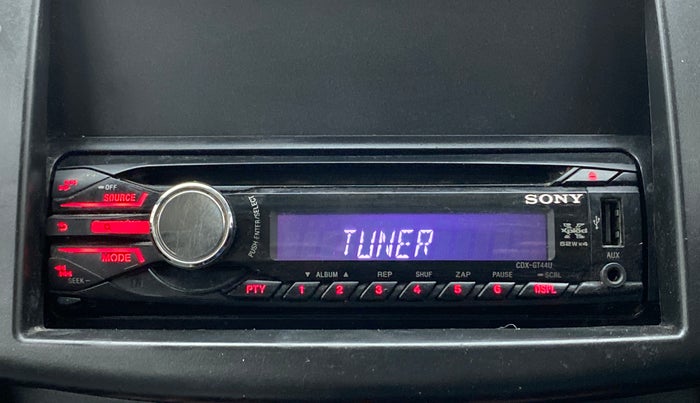 OFF
SOURCE
MODE
SEEK
PUSH ENTER/SELECT
TUNER
SONY
Xplod
52W×4
CDX-GT44U
AUX
▼ ALBUM ▲ REP SHUF ZAP PAUSE SCRL
PTY 1 2 3 4 5 6 DSPL